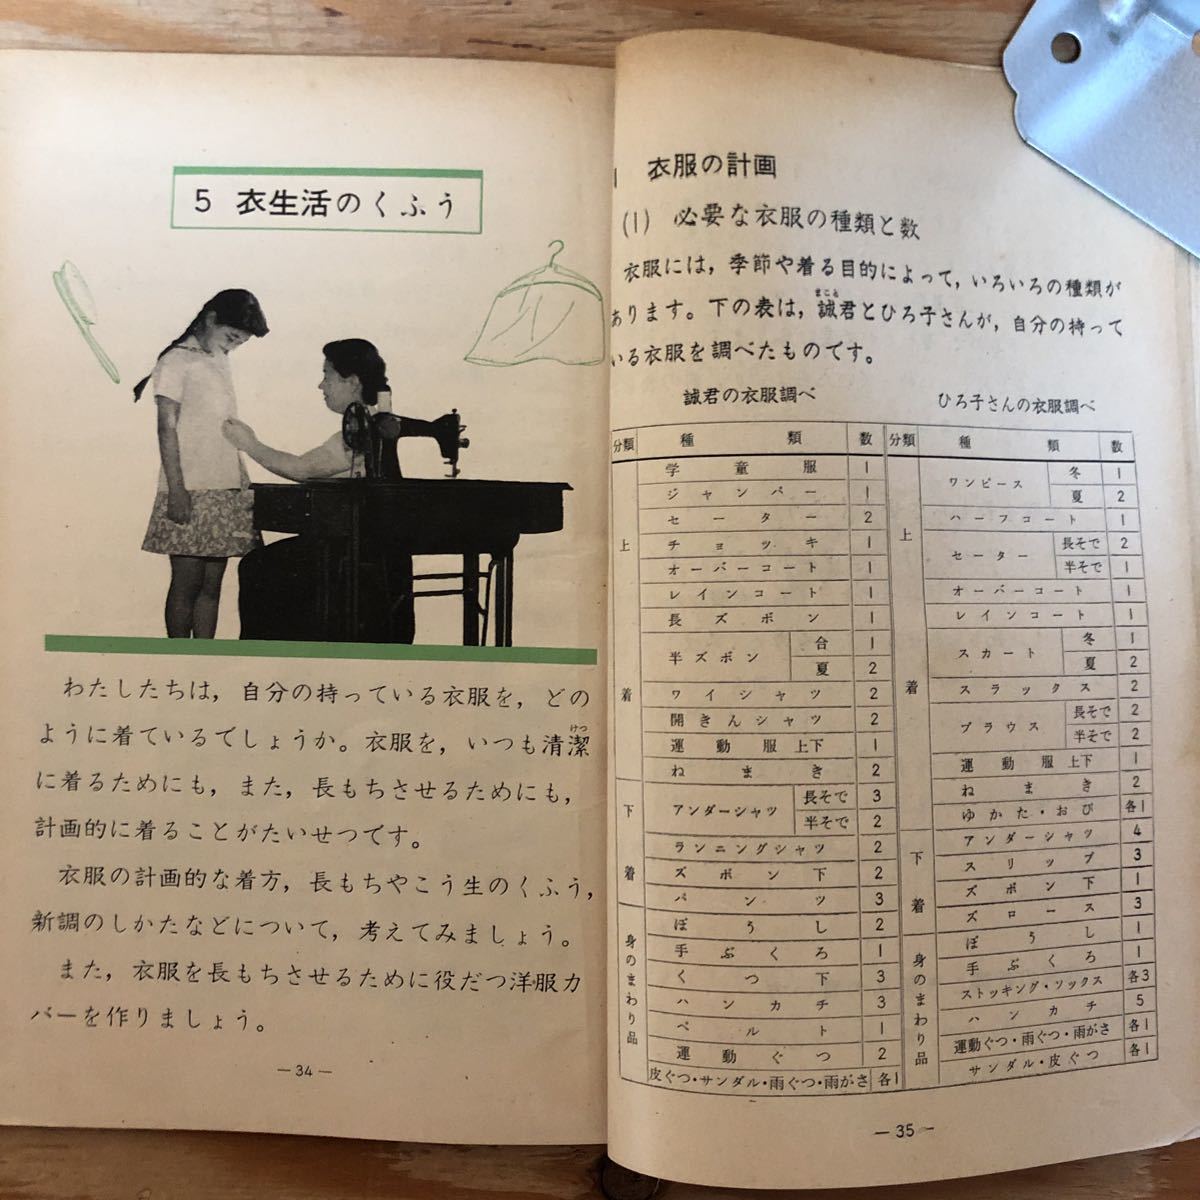 5 衣生活のくふう
わたしたちは，自分の持っている衣服を，どの
ように着ているでしょうか。衣服を，いつも清潔
けつ
に着るためにも，また，長もちさせるためにも，
計画的に着ることがたいせつです。
衣服の計画的な着方，長もちやこう生のくふう，
新調のしかたなどについて，考えてみましょう。
また，衣服を長もちさせるために役だつ洋服カ
バーを作りましょう。
— 34 —
1 衣服の計画
(1) 必要な衣服の種類と数
衣服には，季節や着る目的によって，いろいろの種類が
まこと
あります。下の表は，誠君とひろ子さんが，自分の持って
いる衣服を調べたものです。
誠君の衣服調べ
分類 種類 数
上着
学童服 1
ジャンパー 1
セーター 2
チョッキ 1
オーバーコート 1
レインコート 1
長ズボン 1
半ズボン 合 1
夏 2
ワイシャツ 2
開きんシャツ 2
運動服上下 1
ねまき 2
下着
アンダーシャツ 長そで 3
半そで 2
ランニングシャツ 2
ズボン下 2
パンツ 3
身のまわり品
ぼうし 2
手ぶくろ 1
くつ下 3
ハンカチ 3
ベルト 1
運動ぐつ 2
皮ぐつ・サンダル・雨ぐつ・雨がさ 各1
ひろ子さんの衣服調べ
分類 種類 数
上着
ワンピース 冬 1
夏 2
ハーフコート 1
セーター 長そで 2
半そで 1
オーバーコート 1
レインコート 1
スカート 冬 1
夏 2
スラックス 2
ブラウス 長そで 2
半そで 2
運動服上下 1
ねまき 2
ゆかた・おび 各1
下着
アンダーシャツ 4
スリップ 3
ズボン下 1
ズロース 3
身のまわり品
ぼうし 1
手ぶくろ 1
ストッキング・ソックス 各3
ハンカチ 5
運動ぐつ・雨ぐつ・雨がさ 各1
サンダル・皮ぐつ 各1
— 35 —